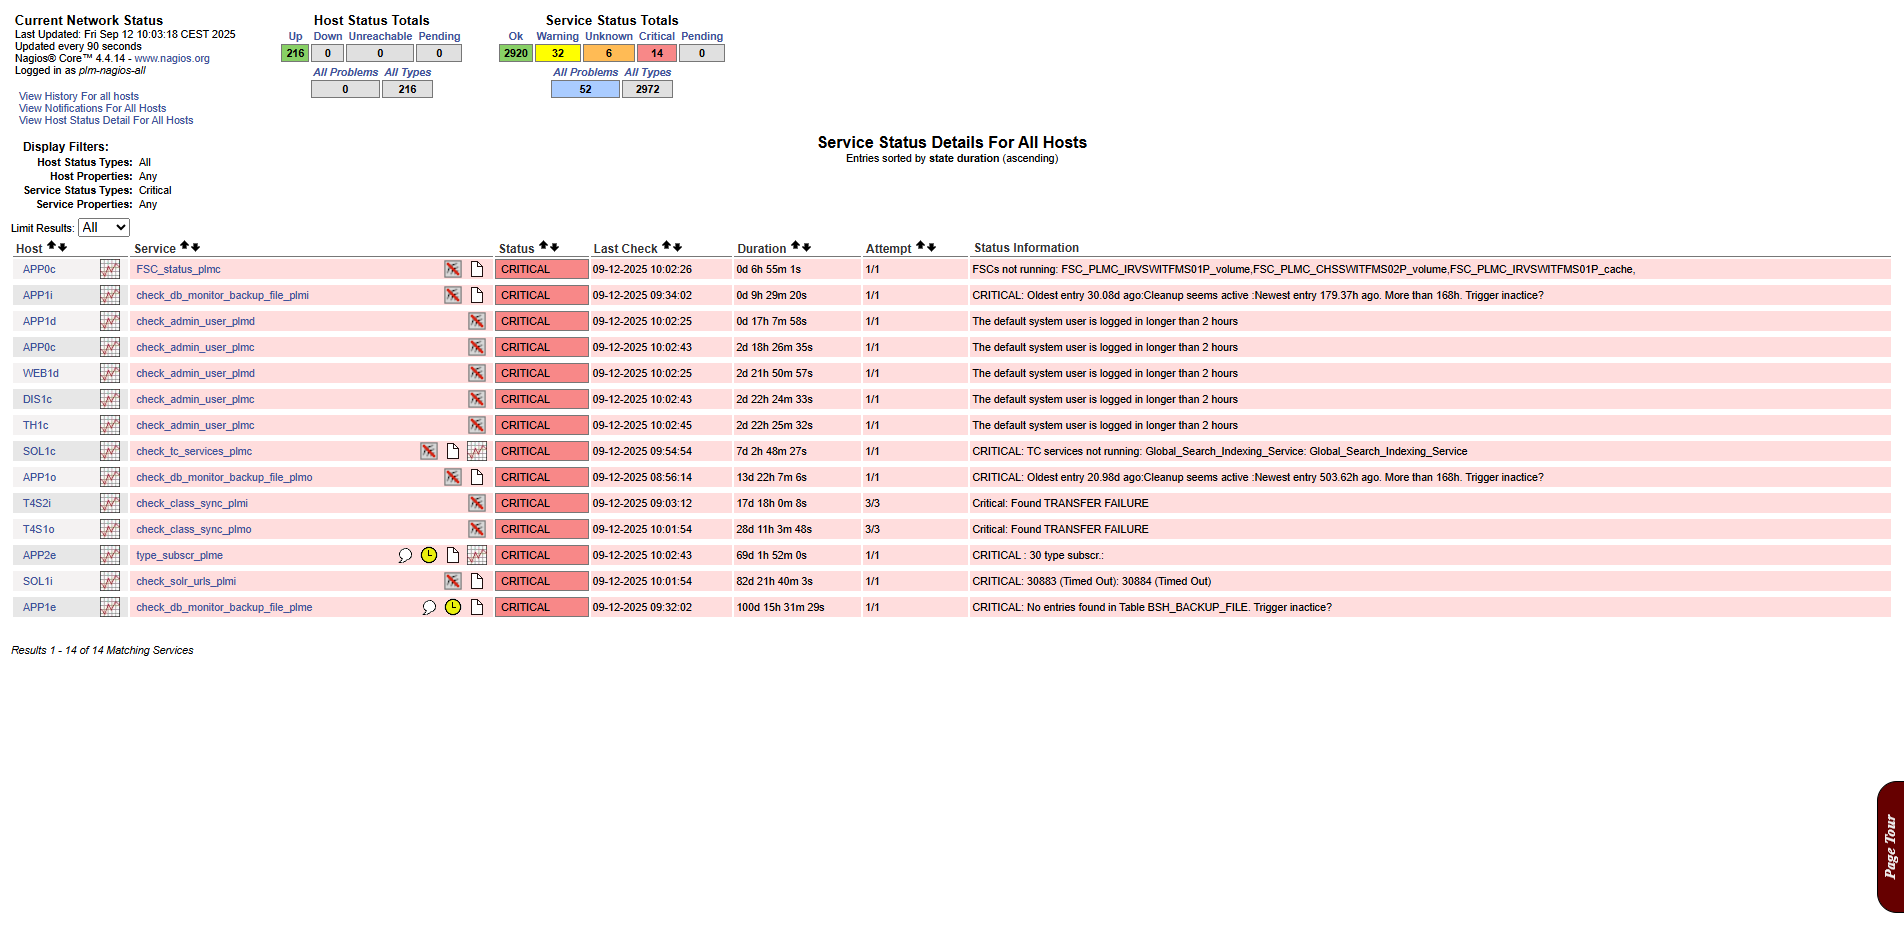 Current Network Status
Last Updated: Fri Sep 12 10:03:18 CEST 2025
Updated every 90 seconds
Nagios® Core™ 4.4.14 - www.nagios.org
Logged in as plm-nagios-all
View History For all hosts
View Notifications For All Hosts
View Host Status Detail For All Hosts
Host Status Totals
Up Down Unreachable Pending
216 0 0 0
All Problems All Types
0 216
Service Status Totals
Ok Warning Unknown Critical Pending
2920 32 6 14 0
All Problems All Types
52 2972
Display Filters:
Host Status Types: All
Host Properties: Any
Service Status Types: Critical
Service Properties: Any
Service Status Details For All Hosts
Entries sorted by state duration (ascending)
Limit Results: All
Host Service Status Last Check Duration Attempt Status Information
APP0c FSC_status_plmc CRITICAL 09-12-2025 10:02:26 0d 6h 55m 1s 1/1 FSCs not running: FSC_PLMC_IRVSWITFMS01P_volume,FSC_PLMC_CHSSWITFMS02P_volume,FSC_PLMC_IRVSWITFMS01P_cache,
APP1i check_db_monitor_backup_file_plmi CRITICAL 09-12-2025 09:34:02 0d 9h 29m 20s 1/1 CRITICAL: Oldest entry 30.08d ago:Cleanup seems active :Newest entry 179.37h ago. More than 168h. Trigger inactice?
APP1d check_admin_user_plmd CRITICAL 09-12-2025 10:02:25 0d 17h 7m 58s 1/1 The default system user is logged in longer than 2 hours
APP0c check_admin_user_plmc CRITICAL 09-12-2025 10:02:43 2d 18h 26m 35s 1/1 The default system user is logged in longer than 2 hours
WEB1d check_admin_user_plmd CRITICAL 09-12-2025 10:02:25 2d 21h 50m 57s 1/1 The default system user is logged in longer than 2 hours
DIS1c check_admin_user_plmc CRITICAL 09-12-2025 10:02:43 2d 22h 24m 33s 1/1 The default system user is logged in longer than 2 hours
TH1c check_admin_user_plmc CRITICAL 09-12-2025 10:02:45 2d 22h 25m 32s 1/1 The default system user is logged in longer than 2 hours
SOL1c check_tc_services_plmc CRITICAL 09-12-2025 09:54:54 7d 2h 48m 27s 1/1 CRITICAL: TC services not running: Global_Search_Indexing_Service: Global_Search_Indexing_Service
APP1o check_db_monitor_backup_file_plmo CRITICAL 09-12-2025 08:56:14 13d 22h 7m 6s 1/1 CRITICAL: Oldest entry 20.98d ago:Cleanup seems active :Newest entry 503.62h ago. More than 168h. Trigger inactice?
T4S2i check_class_sync_plmi CRITICAL 09-12-2025 09:03:12 17d 18h 0m 8s 3/3 Critical: Found TRANSFER FAILURE
T4S1o check_class_sync_plmo CRITICAL 09-12-2025 10:01:54 28d 11h 3m 48s 3/3 Critical: Found TRANSFER FAILURE
APP2e type_subscr_plme CRITICAL 09-12-2025 10:02:43 69d 1h 52m 0s 1/1 CRITICAL : 30 type subscr.:
SOL1i check_solr_urls_plmi CRITICAL 09-12-2025 10:01:54 82d 21h 40m 3s 1/1 CRITICAL: 30883 (Timed Out): 30884 (Timed Out)
APP1e check_db_monitor_backup_file_plme CRITICAL 09-12-2025 09:32:02 100d 15h 31m 29s 1/1 CRITICAL: No entries found in Table BSH_BACKUP_FILE. Trigger inactice?
Results 1 - 14 of 14 Matching Services
Page Tour